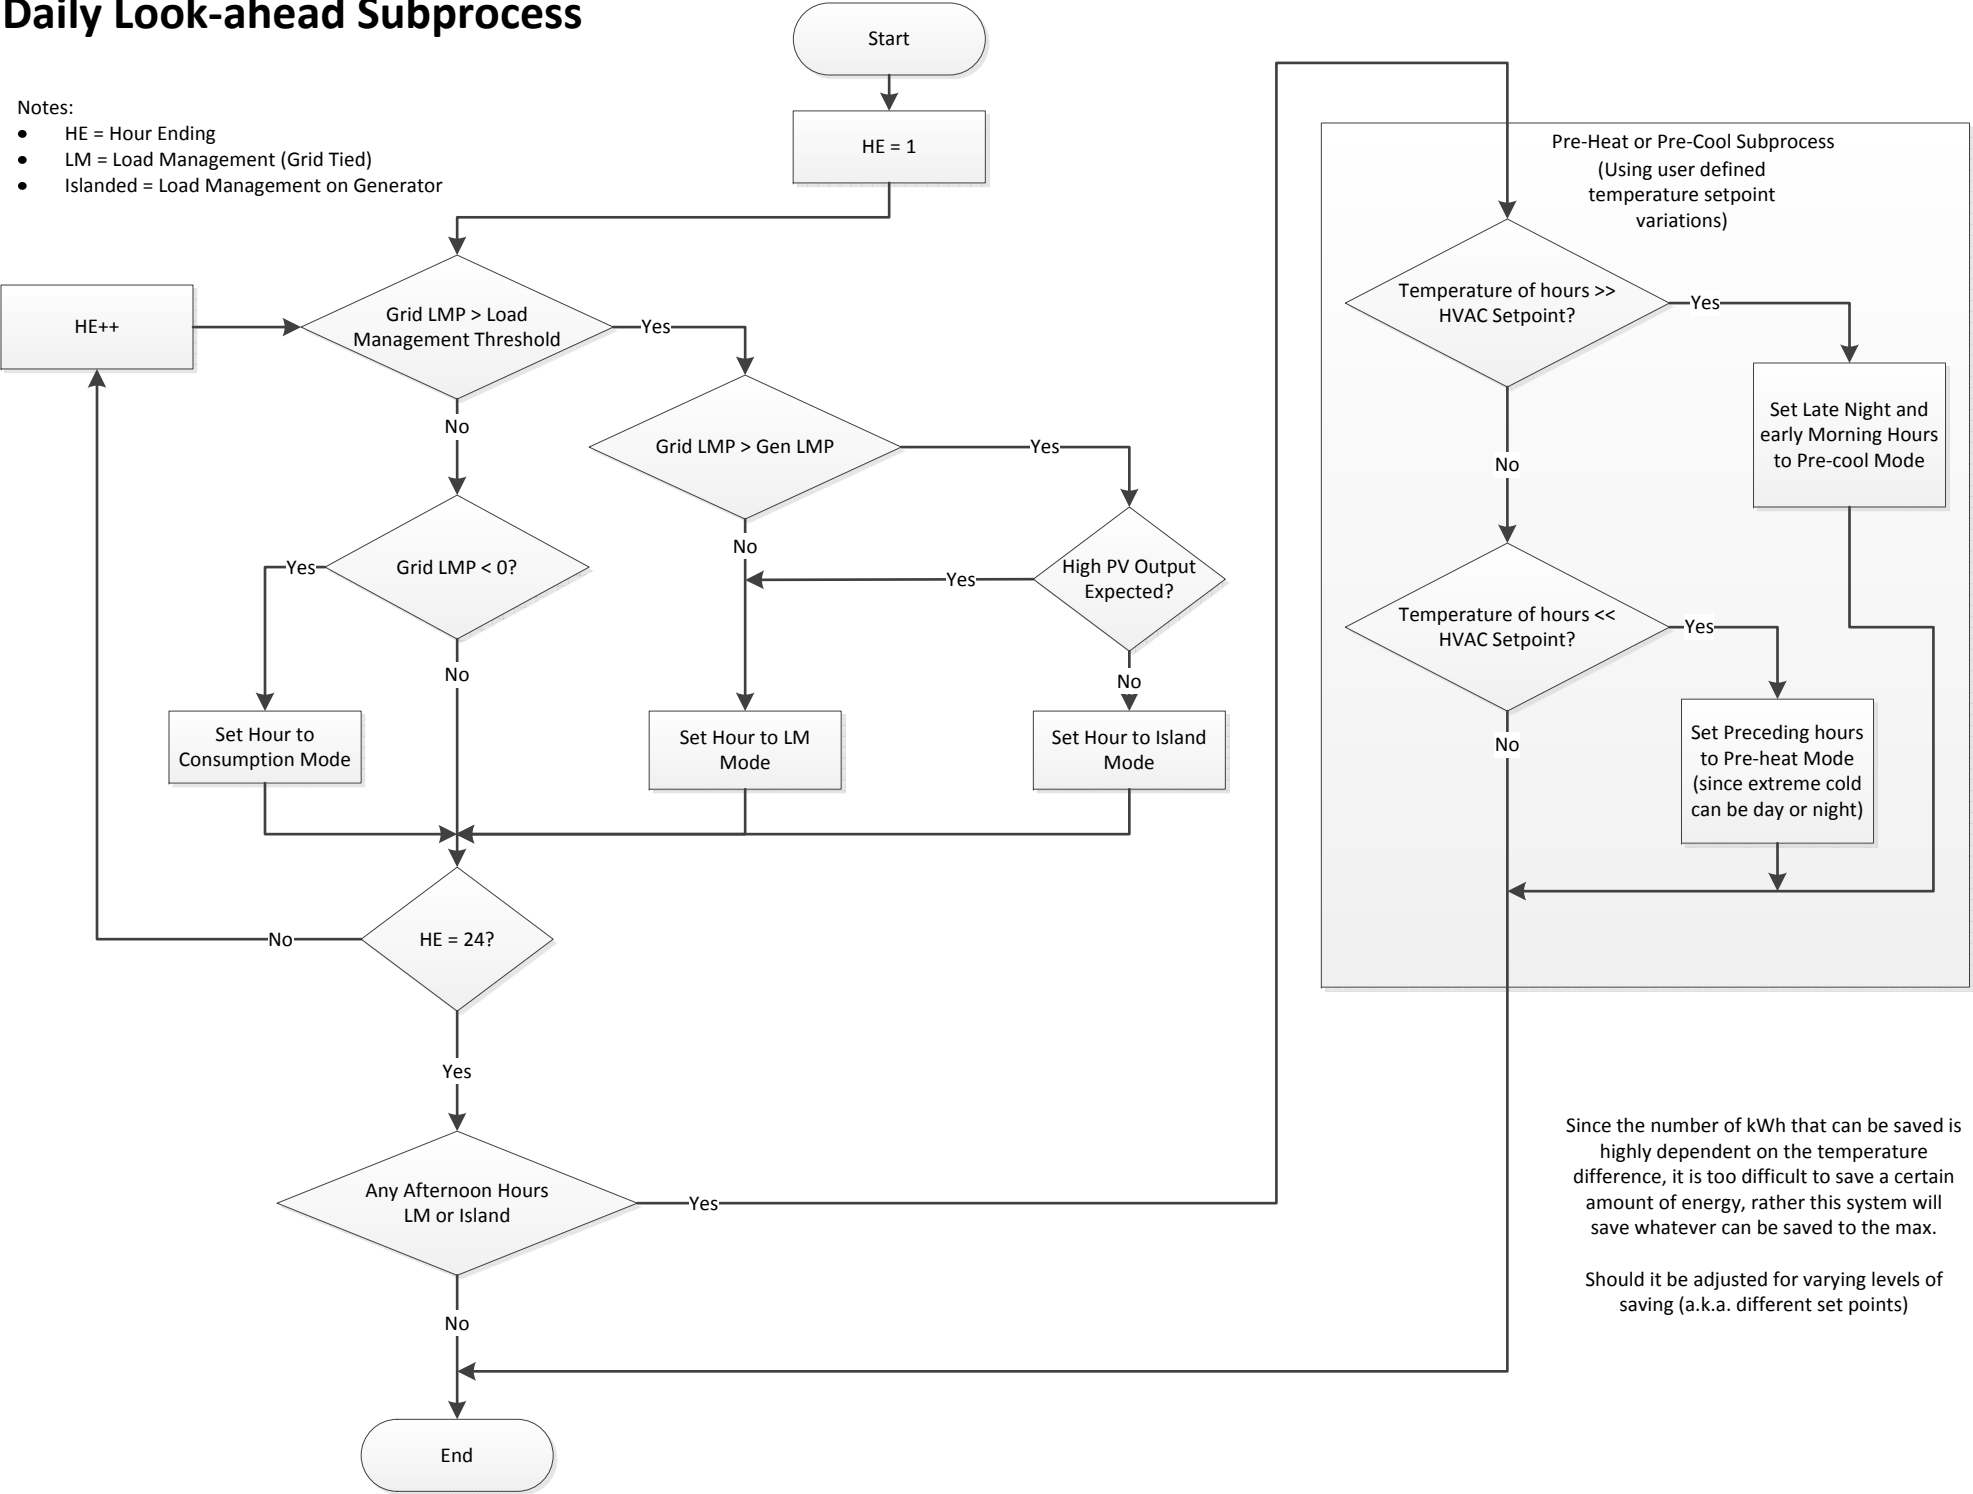 Daily Look-ahead Subprocess
Notes:
• HE = Hour Ending
• LM = Load Management (Grid Tied)
• Islanded = Load Management on Generator
Start
HE = 1
HE++
Grid LMP > Load
Management Threshold
Yes
No
Grid LMP > Gen LMP
Yes
No
Grid LMP < 0?
Yes
No
High PV Output
Expected?
Yes
No
Set Hour to
Consumption Mode
Set Hour to LM
Mode
Set Hour to Island
Mode
HE = 24?
No
Yes
Any Afternoon Hours
LM or Island
Yes
No
End
Pre-Heat or Pre-Cool Subprocess
(Using user defined
temperature setpoint
variations)
Temperature of hours >>
HVAC Setpoint?
Yes
No
Set Late Night and
early Morning Hours
to Pre-cool Mode
Temperature of hours <<
HVAC Setpoint?
Yes
No
Set Preceding hours
to Pre-heat Mode
(since extreme cold
can be day or night)
Since the number of kWh that can be saved is
highly dependent on the temperature
difference, it is too difficult to save a certain
amount of energy, rather this system will
save whatever can be saved to the max.
Should it be adjusted for varying levels of
saving (a.k.a. different set points)